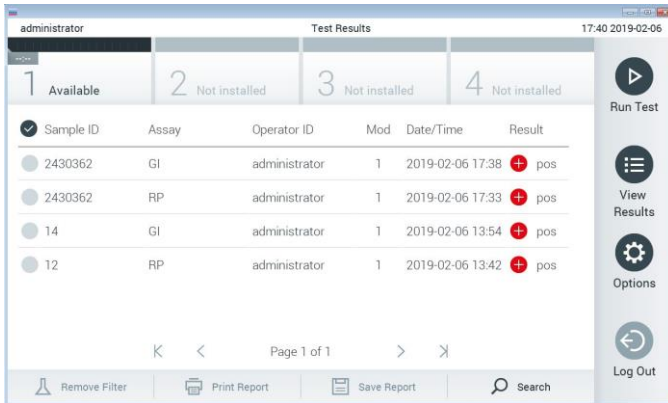 administrator Test Results 17:40 2019-02-06
1 Available 2 Not installed 3 Not installed 4 Not installed
Run Test
Sample ID Assay Operator ID Mod Date/Time Result
2430362 GI administrator 1 2019-02-06 17:38 pos
2430362 RP administrator 1 2019-02-06 17:33 pos
View
Results
14 GI administrator 1 2019-02-06 13:54 pos
12 RP administrator 1 2019-02-06 13:42 pos
Options
Page 1 of 1
Log Out
Remove Filter Print Report Save Report Search